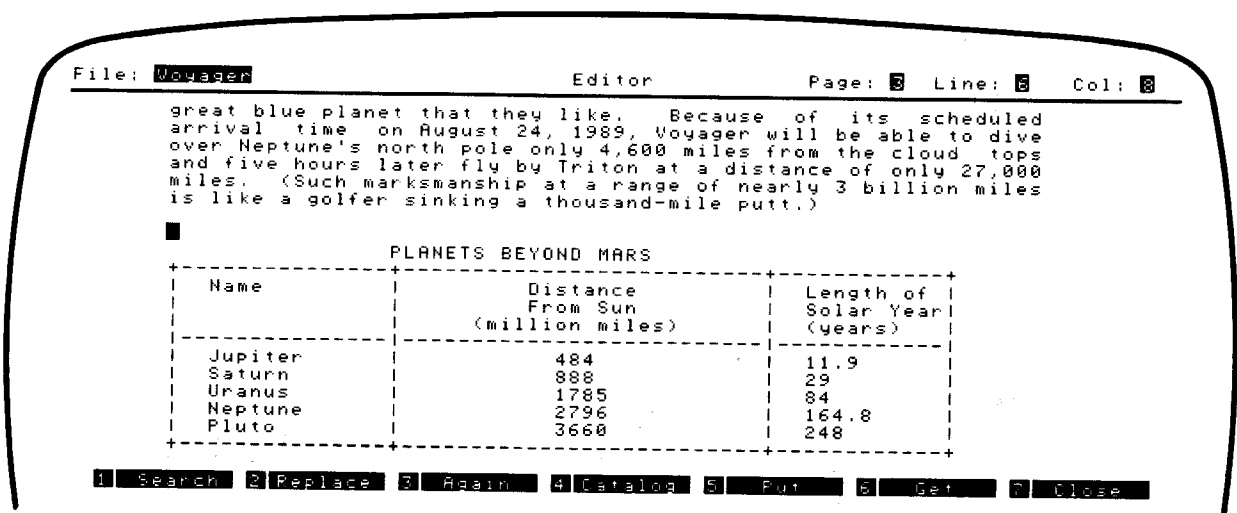 File: Voyager Editor Page: 3 Line: 6 Col: 8
great blue planet that they like. Because of its scheduled
arrival time on August 24, 1989, Voyager will be able to dive
over Neptune's north pole only 4,600 miles from the cloud tops
and five hours later fly by Triton at a distance of only 27,000
miles. (Such marksmanship at a range of nearly 3 billion miles
is like a golfer sinking a thousand-mile putt.)
PLANETS BEYOND MARS
Name Distance Length of
From Sun Solar Year
(million miles) (years)
Jupiter 484 11.9
Saturn 888 29
Uranus 1785 84
Neptune 2796 164.8
Pluto 3660 248
1 Search 2 Replace 3 Again 4 Catalog 5 Put 6 Get 7 Close